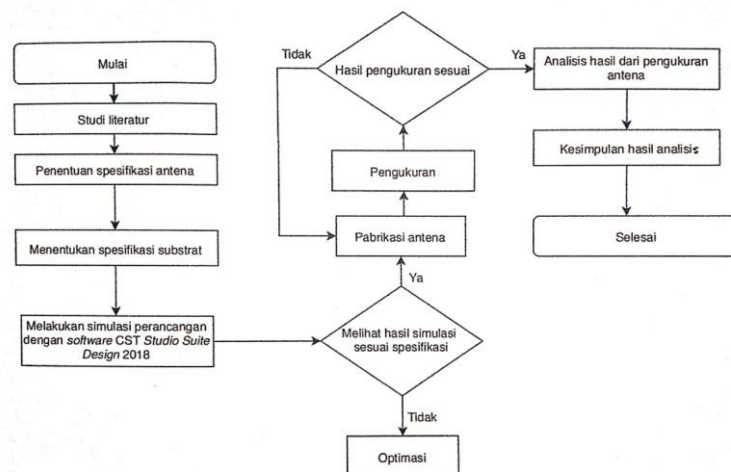 Mulai
Studi literatur
Penentuan spesifikasi antena
Menentukan spesifikasi substrat
Melakukan simulasi perancangan
dengan software CST Studio Suite
Design 2018
Melihat hasil simulasi
sesuai spesifikasi
Tidak
Optimasi
Ya
Pabrikasi antena
Pengukuran
Hasil pengukuran sesuai
Tidak
Ya
Analisis hasil dari pengukuran
antena
Kesimpulan hasil analisis
Selesai